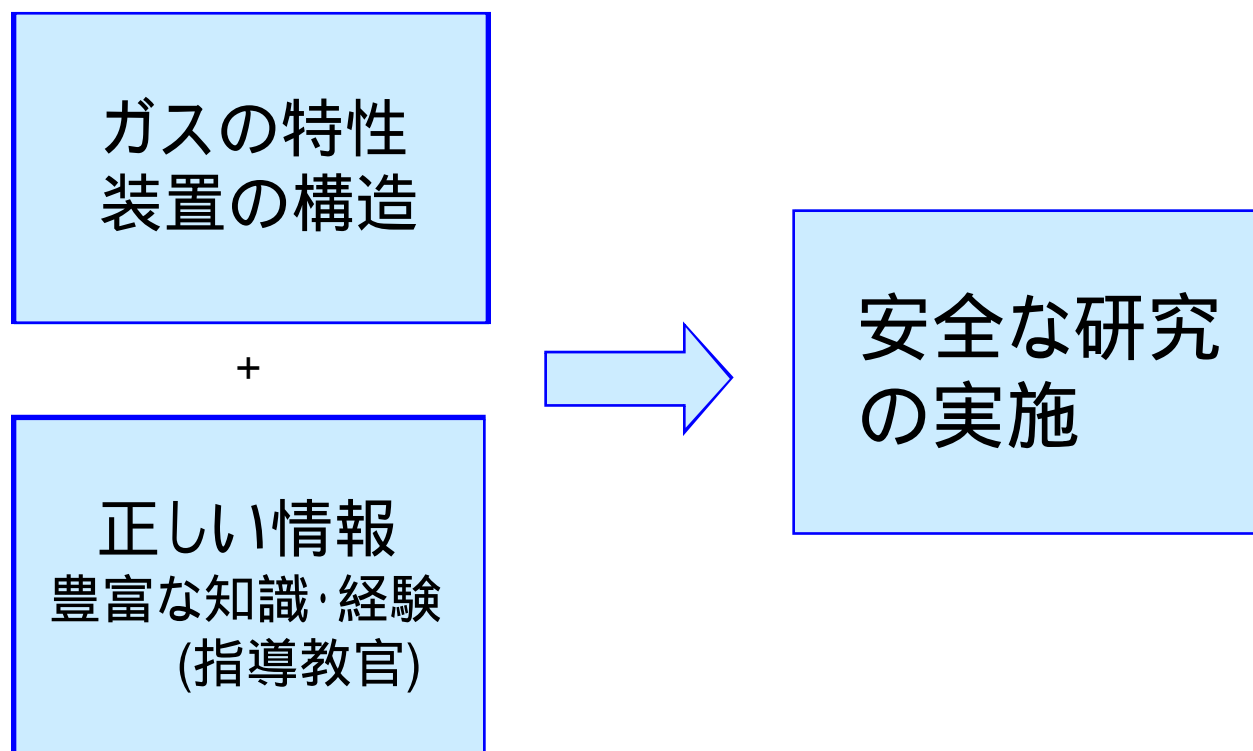 ガスの特性
装置の構造
+
正しい情報
豊富な知識・経験
(指導教官)
安全な研究
の実施